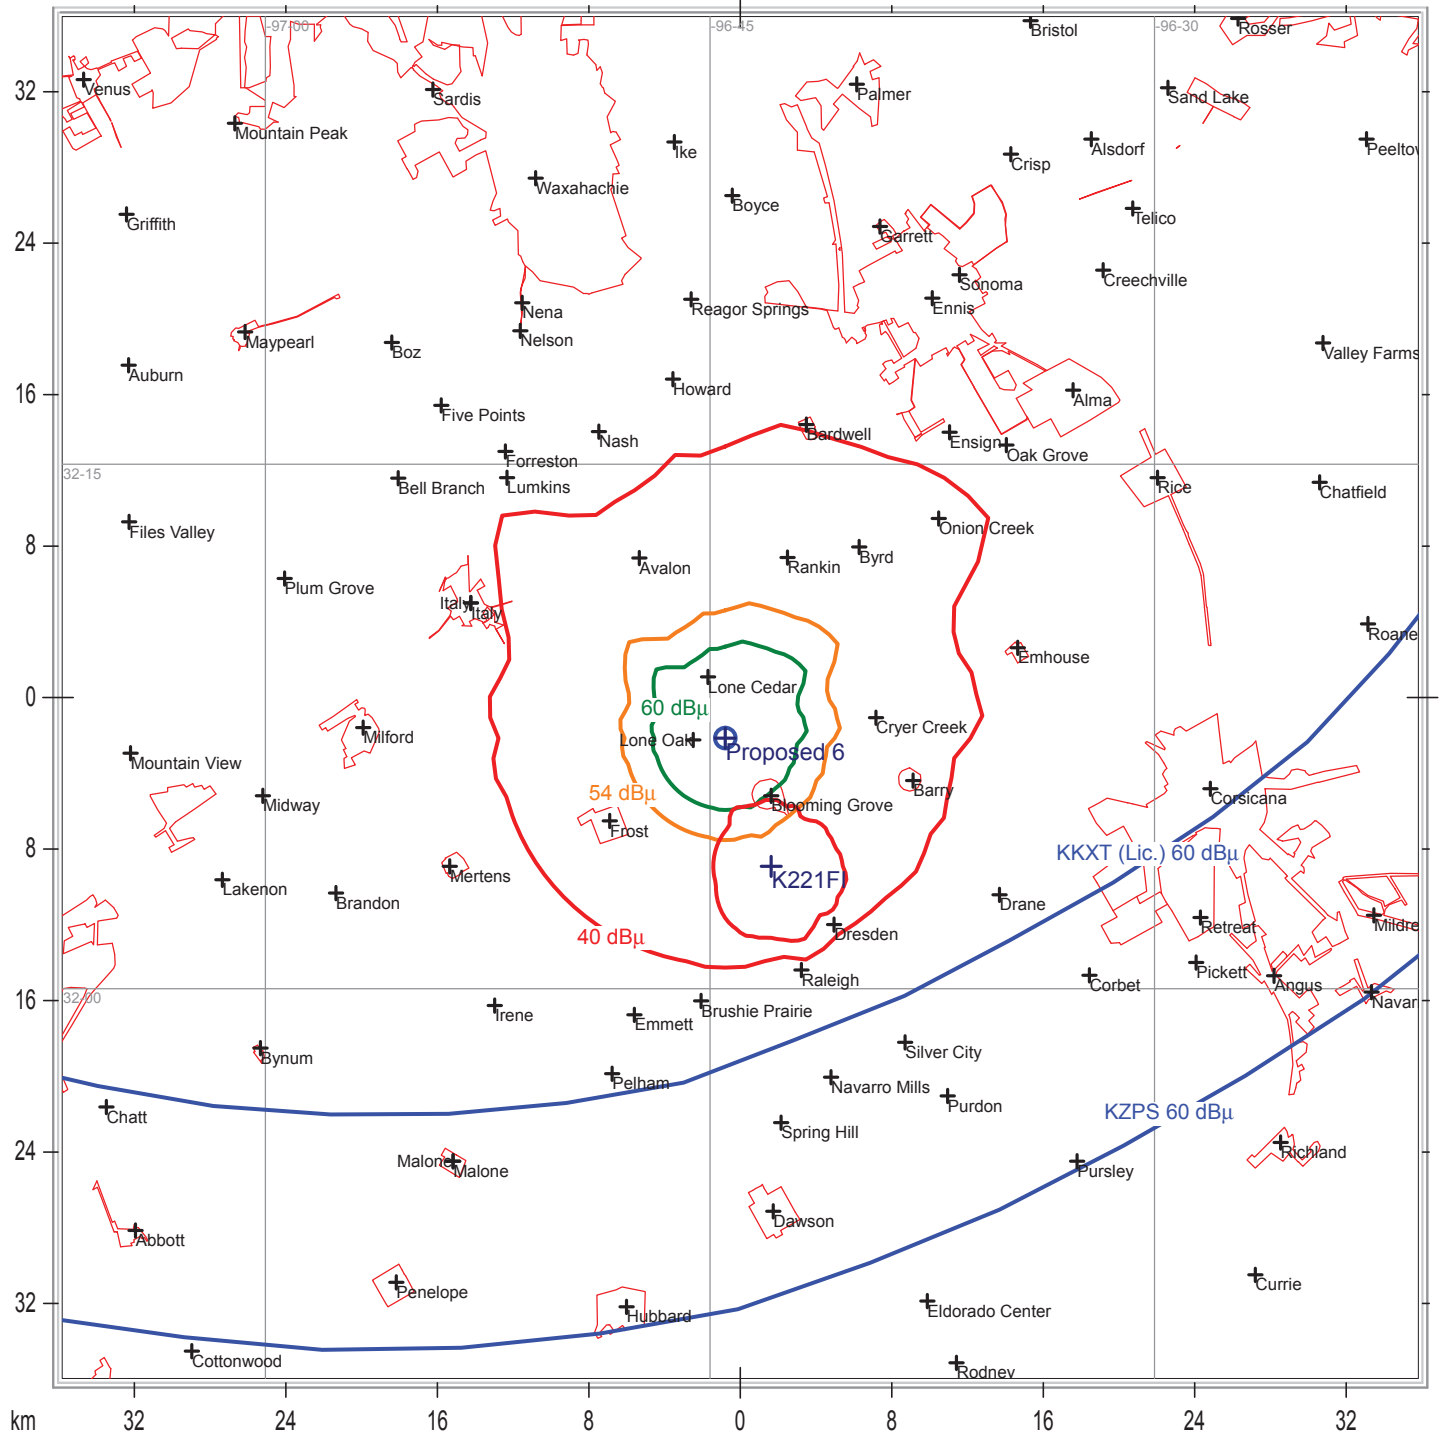 -97-00
-96-45
-96-30
Bristol
Rosser
32
Venus
Sardis
Palmer
Sand Lake
Mountain Peak
Ike
Crisp
Alsdorf
Peeltow
Waxahachie
Boyce
Griffith
Telico
24
Garrett
Sonoma
Creechville
Nena
Reagor Springs
Ennis
Maypearl
Boz
Nelson
Valley Farms
Auburn
Howard
16
Five Points
Alma
Nash
Bardwell
Ensign
Oak Grove
Forreston
32-15
Bell Branch
Lumkins
Rice
Chatfield
Files Valley
Onion Creek
8
Avalon
Rankin
Byrd
Plum Grove
Italy
Italy
Roane
Emhouse
Lone Cedar
0
60 dBμ
Cryer Creek
Milford
Lone Oak
Proposed 6
Mountain View
54 dBμ
Midway
Blooming Grove
Barry
Corsicana
Frost
8
KKXT (Lic.) 60 dBμ
Mertens
K221FI
Lakenon
Brandon
Drane
40 dBμ
Dresden
Retreat
Mildre
Raleigh
Corbet
Pickett
Angus
32-00
16
Irene
Emmett
Brushie Prairie
Navar
Bynum
Silver City
Pelham
Navarro Mills
Purdon
Chatt
KZPS 60 dBμ
Spring Hill
24
Malone
Malone
Pursley
Richland
Dawson
Abbott
Penelope
Currie
32
Hubbard
Eldorado Center
Cottonwood
Rodney
km
32
24
16
8
0
8
16
24
32